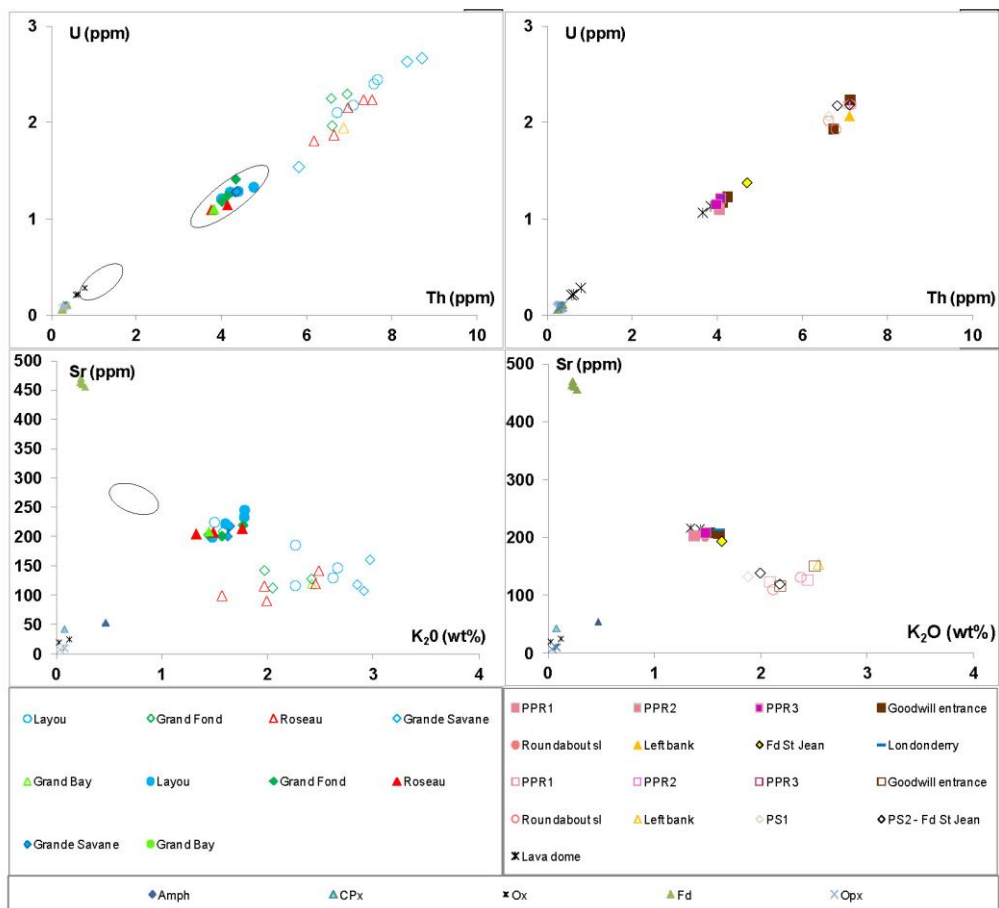 U (ppm)
3
2
1
0
Th (ppm)
0 2 4 6 8 10
U (ppm)
3
2
1
0
Th (ppm)
0 2 4 6 8 10
Sr (ppm)
500
450
400
350
300
250
200
150
100
50
0
K20 (wt%)
0 1 2 3 4
Sr (ppm)
500
400
300
200
100
0
K2O (wt%)
0 1 2 3 4
Layou Grand Fond Roseau Grande Savane
Grand Bay Layou Grand Fond Roseau
Grande Savane Grand Bay
PPR1 PPR2 PPR3 Goodwill entrance
Roundabout sl Left bank Fd St Jean Londonderry
PPR1 PPR2 PPR3 Goodwill entrance
Roundabout sl Left bank PS1 PS2 - Fd St Jean
Lava dome
Amph CPx Ox Fd Opx